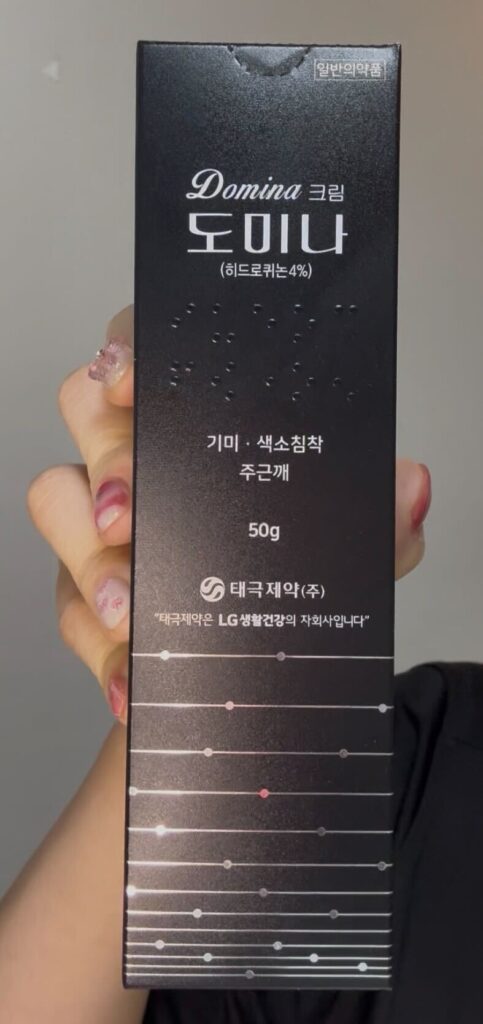 일반의약품
Domina 크림
도미나
(히드로퀴논4%)
기미 · 색소침착
주근깨
50g
태극제약(주)
"태극제약은 LG생활건강의 자회사입니다"